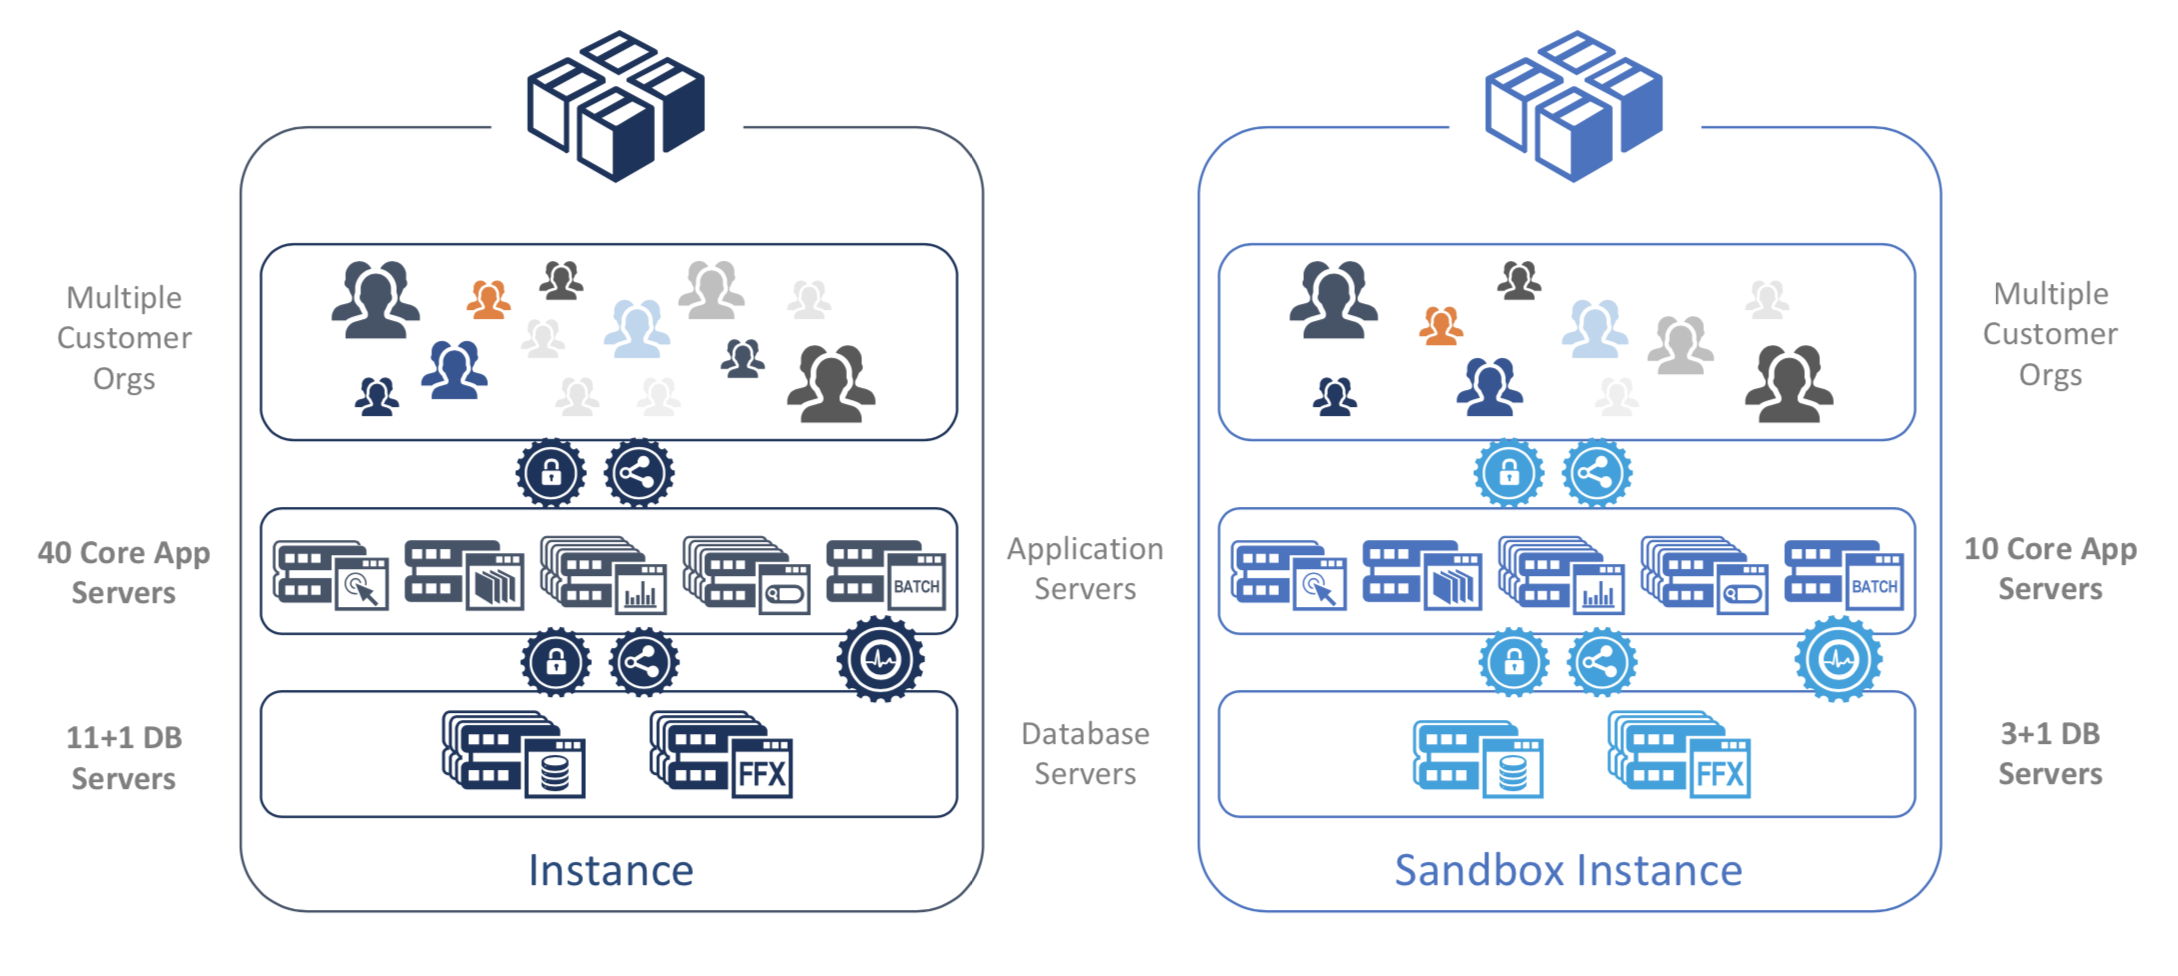 Multiple
Customer
Orgs
40 Core App
Servers
BATCH
11+1 DB
Servers
FFX
Instance
Application
Servers
Database
Servers
BATCH
FFX
Sandbox Instance
Multiple
Customer
Orgs
10 Core App
Servers
3+1 DB
Servers